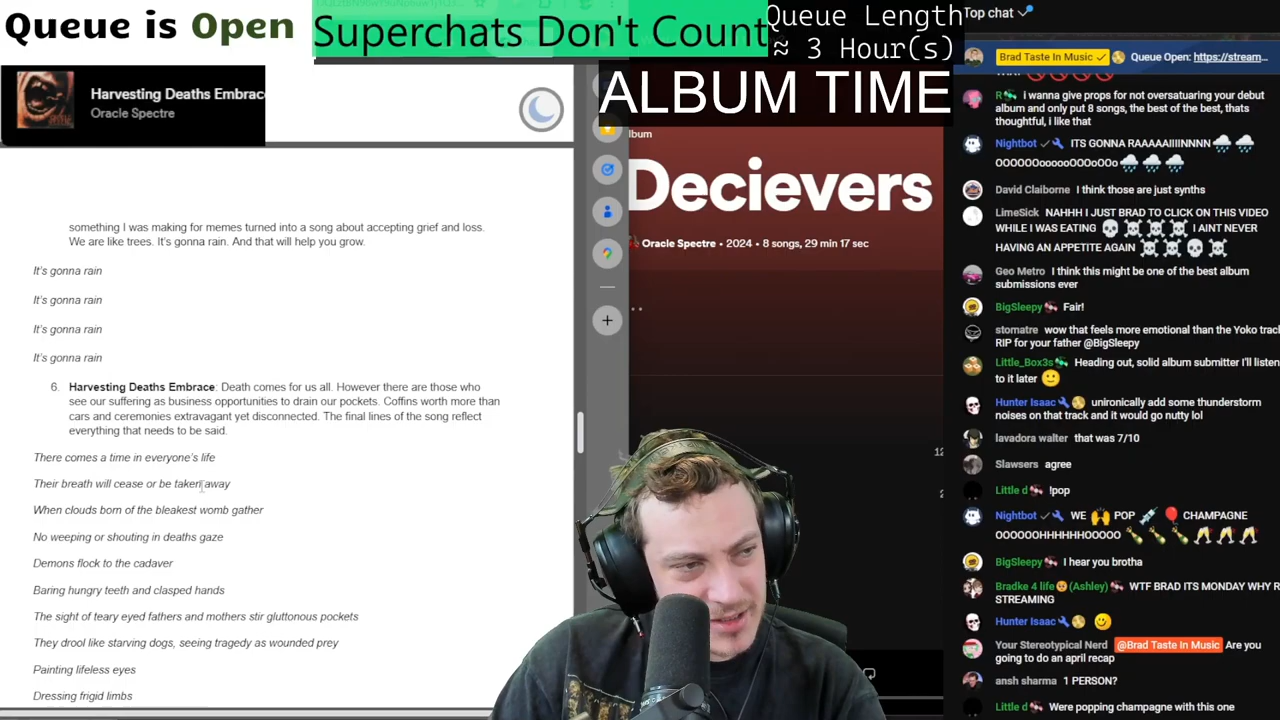 Queue is Open
Superchats Don't Count
Queue Length
≈ 3 Hour(s)
ALBUM TIME
Harvesting Deaths Embrace
Oracle Spectre
something I was making for memes turned into a song about accepting grief and loss.
We are like trees. It's gonna rain. And that will help you grow.
It's gonna rain
It's gonna rain
It's gonna rain
It's gonna rain
6. Harvesting Deaths Embrace: Death comes for us all. However there are those who
see our suffering as business opportunities to drain our pockets. Coffins worth more than
cars and ceremonies extravagant yet disconnected. The final lines of the song reflect
everything that needs to be said.
There comes a time in everyone's life
Their breath will cease or be taken away
When clouds born of the bleakest womb gather
No weeping or shouting in deaths gaze
Demons flock to the cadaver
Baring hungry teeth and clasped hands
The sight of teary eyed fathers and mothers stir gluttonous pockets
They drool like starving dogs, seeing tragedy as wounded prey
Painting lifeless eyes
Dressing frigid limbs
lbum
Decievers
Oracle Spectre • 2024 • 8 songs, 29 min 17 sec
Top chat
Brad Taste In Music Queue Open: https://stream...
R i wanna give props for not oversaturating your debut
album and only put 8 songs, the best of the best, thats
thoughtful, i like that
Nightbot ITS GONNA RAAAAAIIIINNNN
OOOOOOooooooOOOoOOo
David Claiborne I think those are just synths
LimeSick NAHHH I JUST BRAD TO CLICK ON THIS VIDEO
WHILE I WAS EATING I AINT NEVER
HAVING AN APPETITE AGAIN
Geo Metro I think this might be one of the best album
submissions ever
BigSleepy Fair!
stomatre wow that feels more emotional than the Yoko track
RIP for your father @BigSleepy
Little_Box3s Heading out, solid album submitter I'll listen
to it later
Hunter Isaac unironically add some thunderstorm
noises on that track and it would go nutty lol
lavadora walter that was 7/10
Slawsers agree
Little d !pop
Nightbot WE POP CHAMPAGNE
OOOOOOHHHHHHOOOO
BigSleepy I hear you brotha
Bradke 4 life (Ashley) WTF BRAD ITS MONDAY WHY R
STREAMING
Hunter Isaac
Your Stereotypical Nerd @Brad Taste In Music Are you
going to do an april recap
ansh sharma 1 PERSON?
Little d Were popping champagne with this one